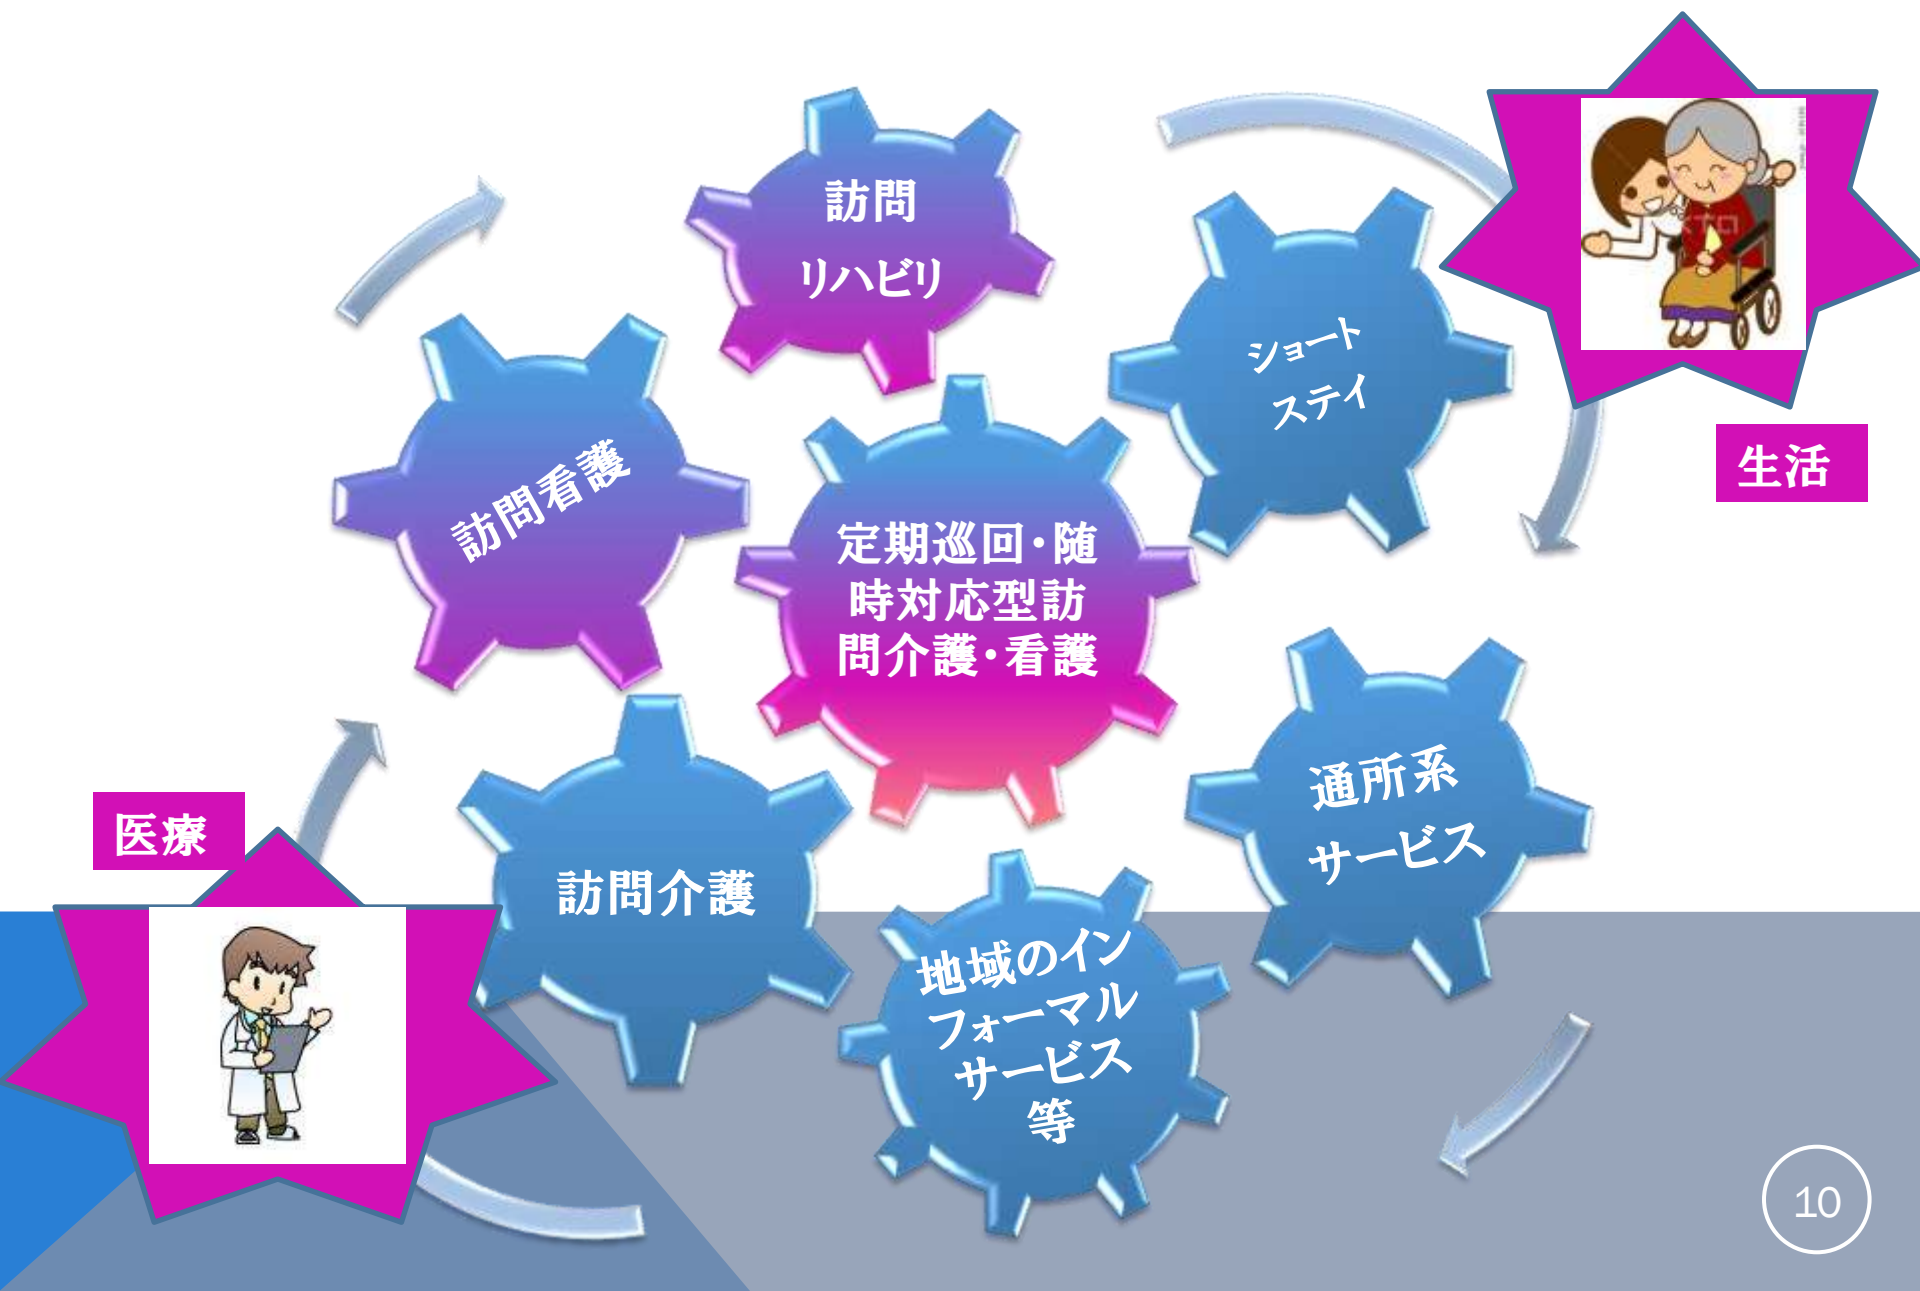 訪問
リハビリ
ショート
ステイ
生活
訪問看護
定期巡回・随
時対応型訪
問介護・看護
通所系
サービス
医療
訪問介護
地域のイン
フォーマル
サービス
等
10